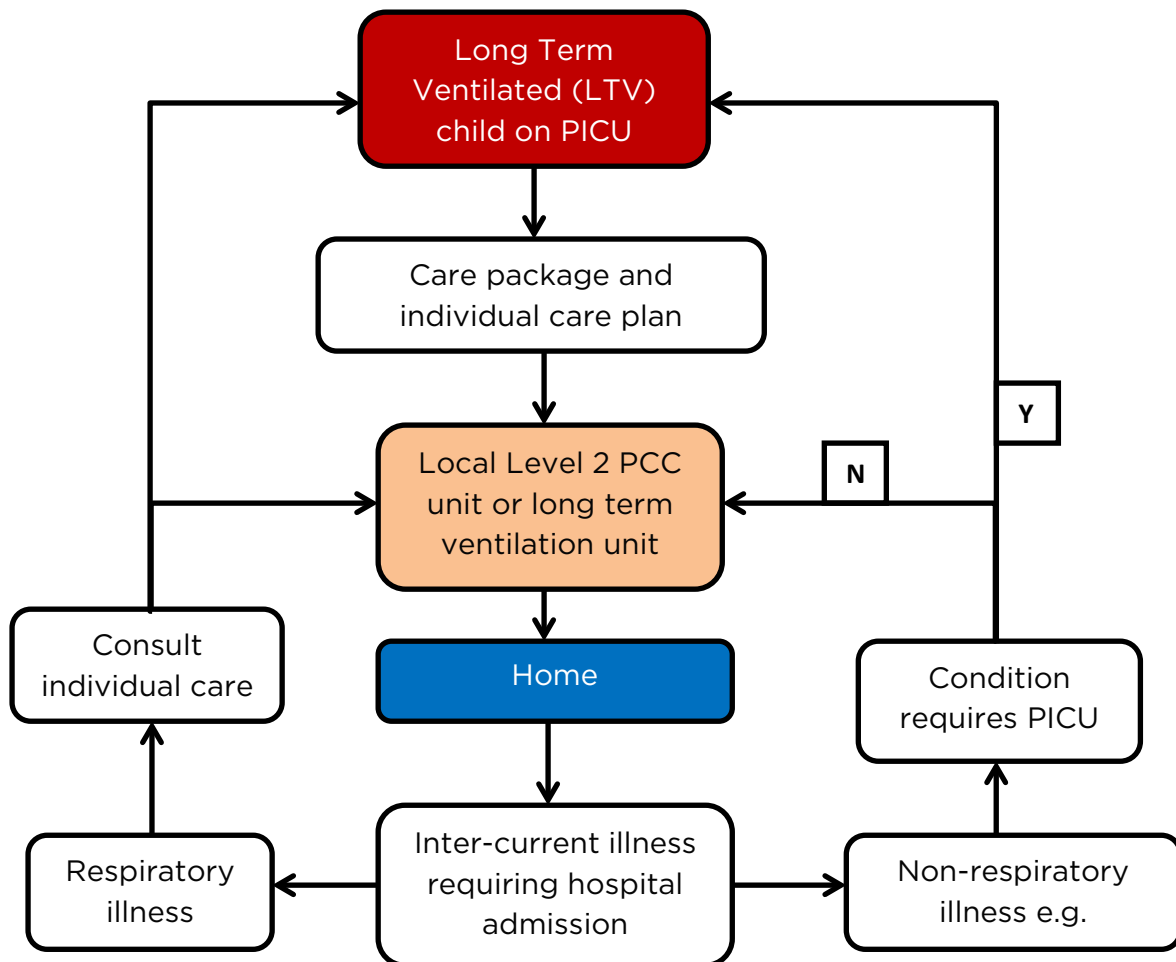 Long Term
Ventilated (LTV)
child on PICU
Care package and
individual care plan
Y
Local Level 2 PCC
unit or long term
ventilation unit
N
Consult
individual care
Home
Condition
requires PICU
Respiratory
illness
Inter-current illness
requiring hospital
admission
Non-respiratory
illness e.g.